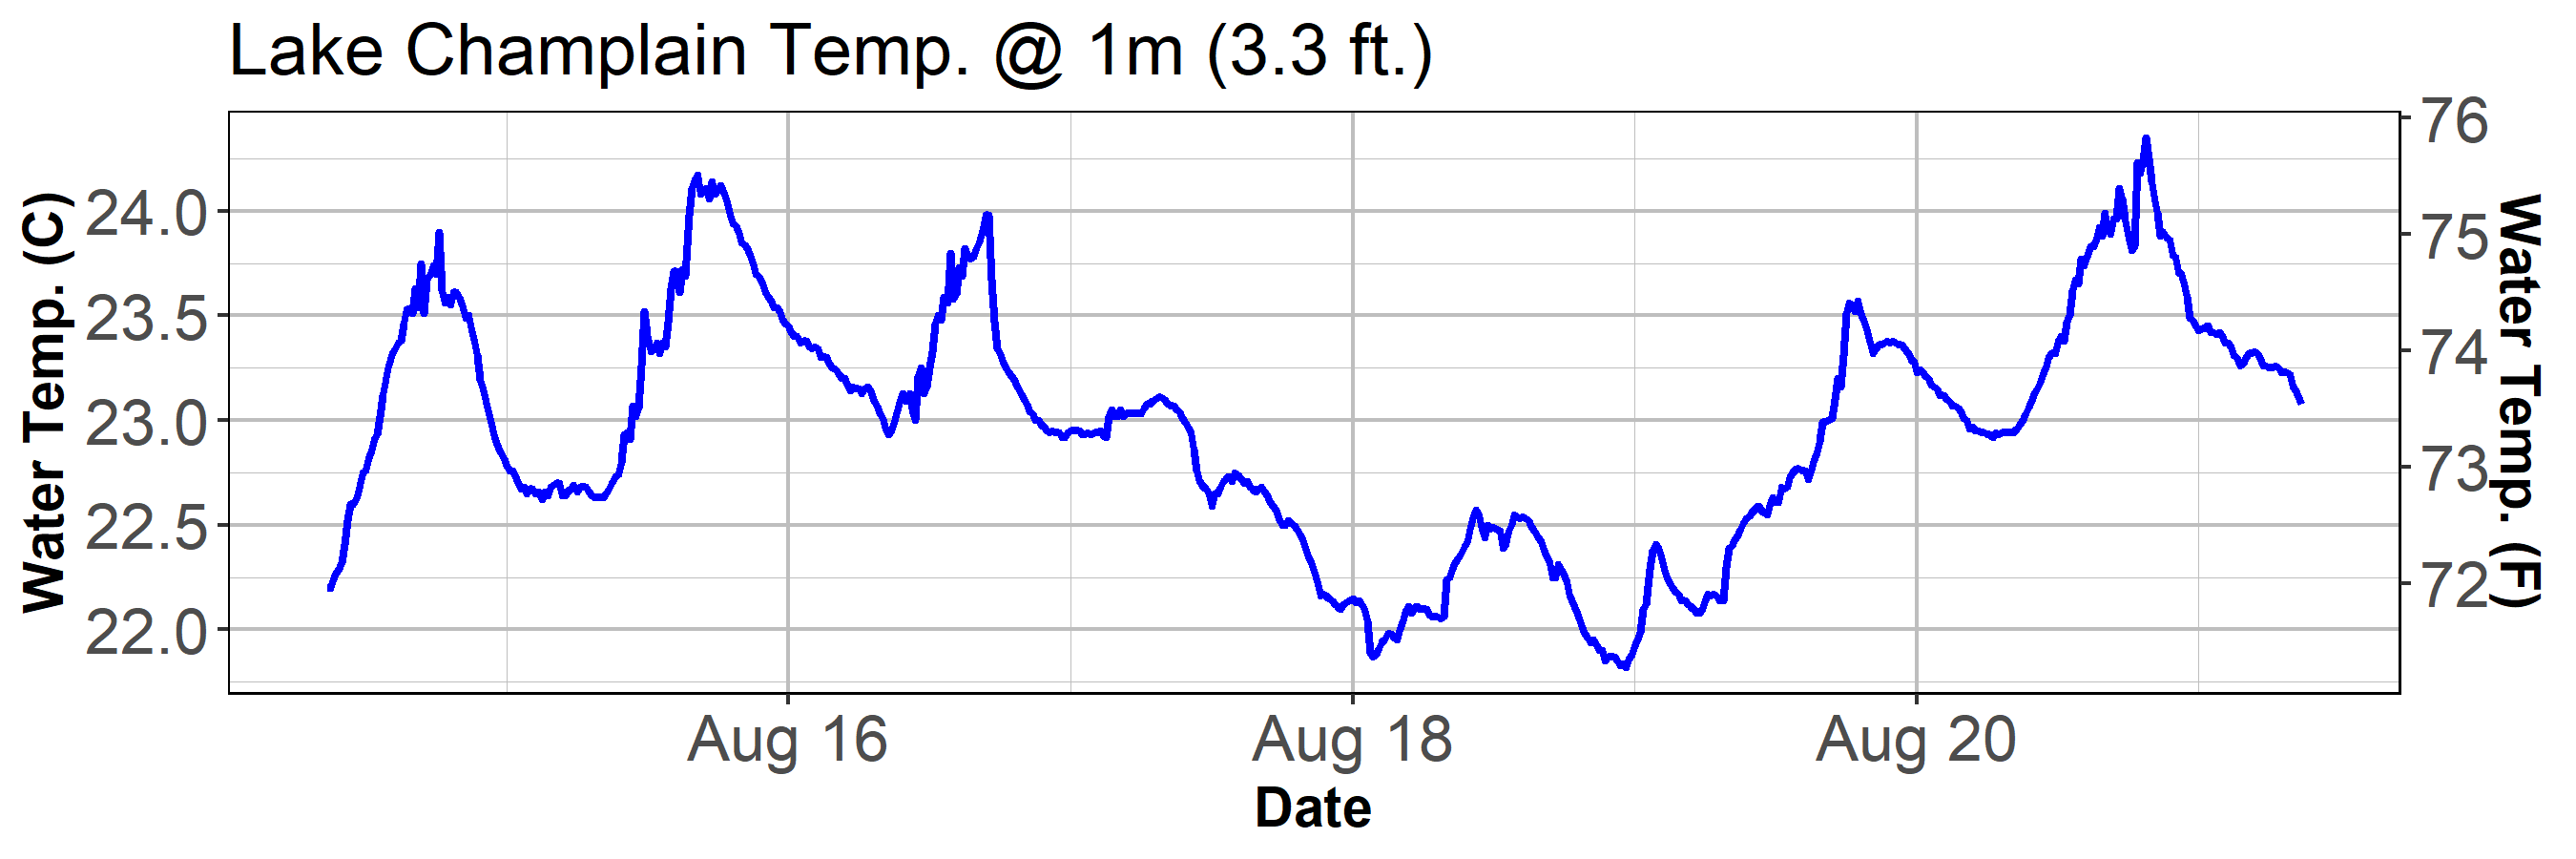 Lake Champlain Temp. @ 1m (3.3 ft.)
Water Temp. (C)
24.0
23.5
23.0
22.5
22.0
76
75
74
73
72
Water Temp. (F)
Aug 16 Aug 18 Aug 20
Date